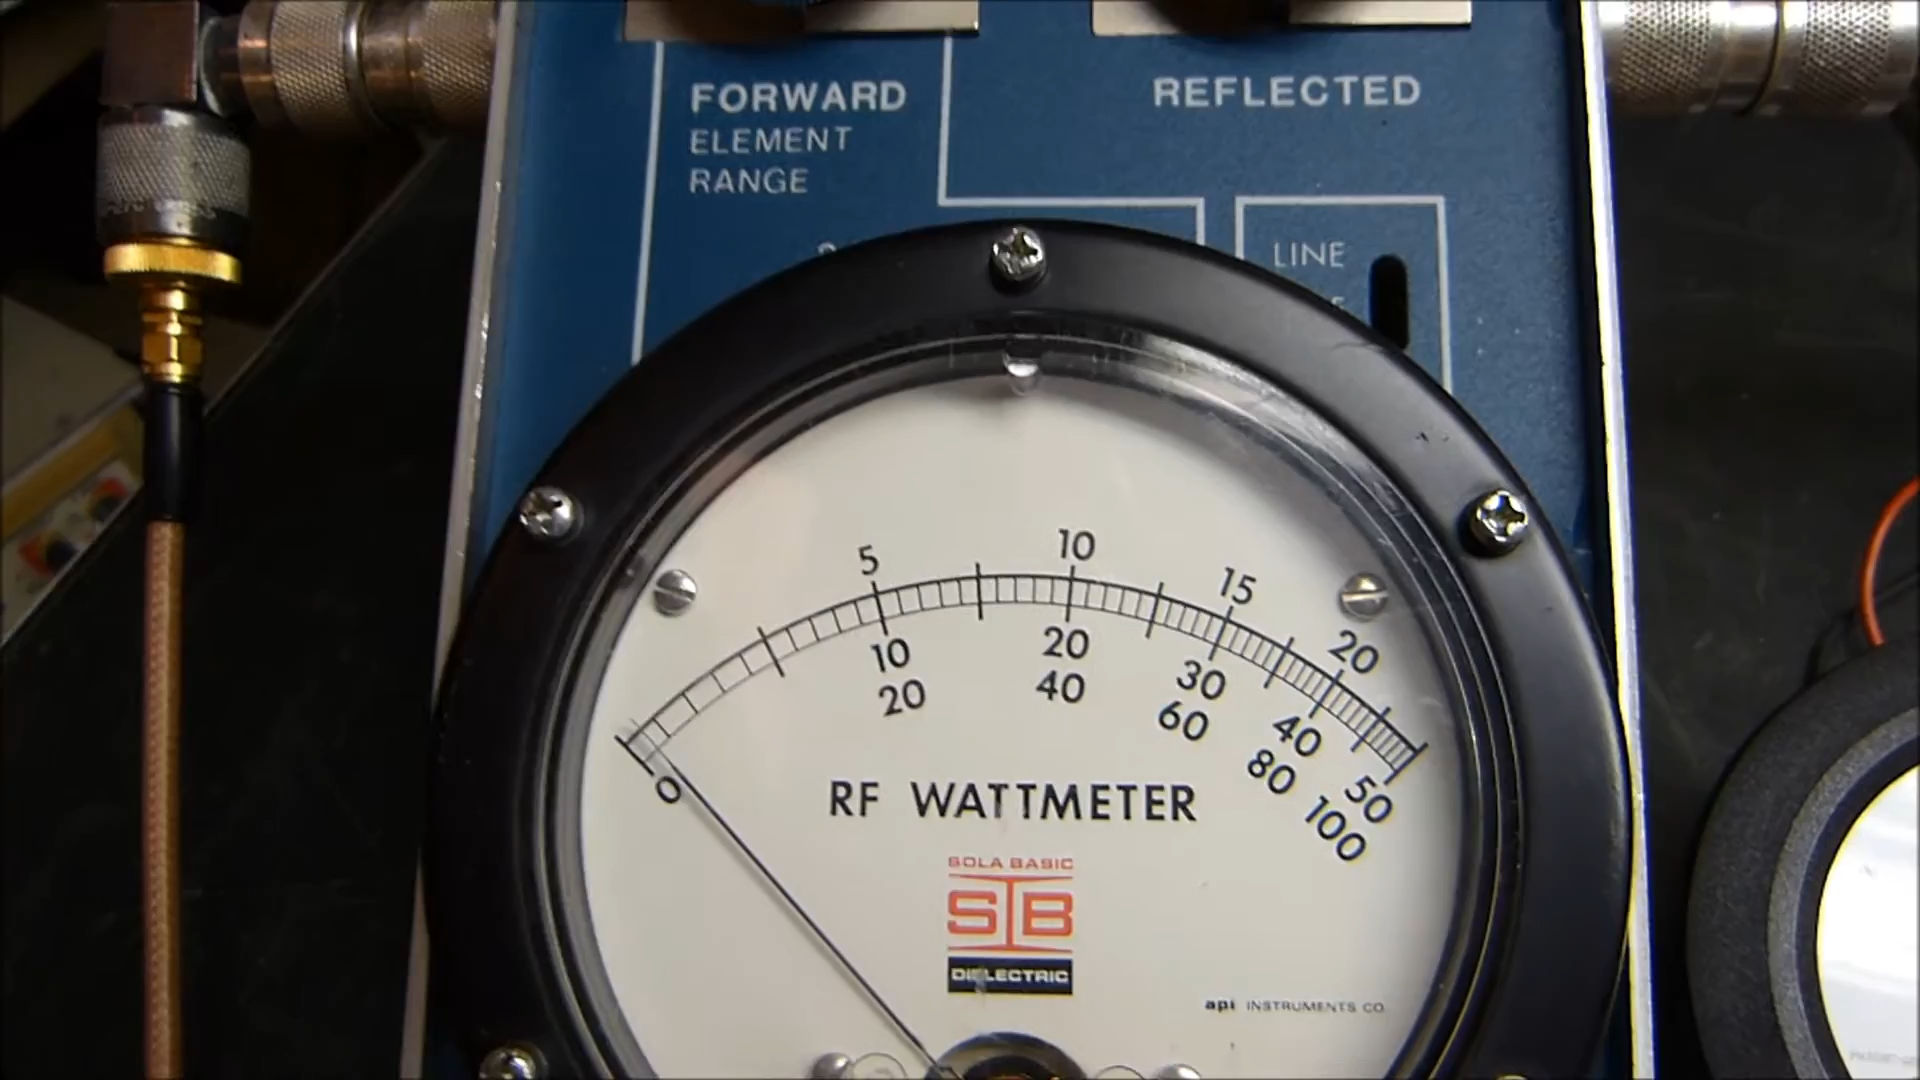 FORWARD
ELEMENT
RANGE
REFLECTED
LINE
5
10
15
20
10
20
30
40
50
20
40
60
80
100
0
RF WATTMETER
SOLA BASIC
STB
DIELECTRIC
api INSTRUMENTS CO.